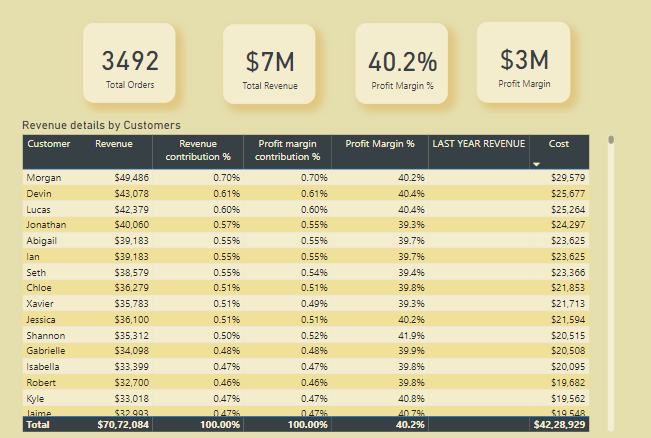 3492 $7M 40.2% $3M
Total Orders Total Revenue Profit Margin % Profit Margin
Revenue details by Customers
Customer Revenue Revenue contribution % Profit margin contribution % Profit Margin % LAST YEAR REVENUE Cost
Morgan $49,486 0.70% 0.70% 40.2% $29,579
Devin $43,078 0.61% 0.61% 40.4% $25,677
Lucas $42,379 0.60% 0.60% 40.4% $25,264
Jonathan $40,060 0.57% 0.55% 39.3% $24,297
Abigail $39,183 0.55% 0.55% 39.7% $23,625
Ian $39,183 0.55% 0.55% 39.7% $23,625
Seth $38,579 0.55% 0.54% 39.4% $23,366
Chloe $36,279 0.51% 0.51% 39.8% $21,853
Xavier $35,783 0.51% 0.49% 39.3% $21,713
Jessica $36,100 0.51% 0.51% 40.2% $21,594
Shannon $35,312 0.50% 0.52% 41.9% $20,515
Gabrielle $34,098 0.48% 0.48% 39.9% $20,508
Isabella $33,399 0.47% 0.47% 39.8% $20,095
Robert $32,700 0.46% 0.46% 39.8% $19,682
Kyle $33,018 0.47% 0.47% 40.8% $19,562
Jaime $32,993 0.47% 0.47% 40.7% $19,548
Total $70,72,084 100.00% 100.00% 40.2% $42,28,929